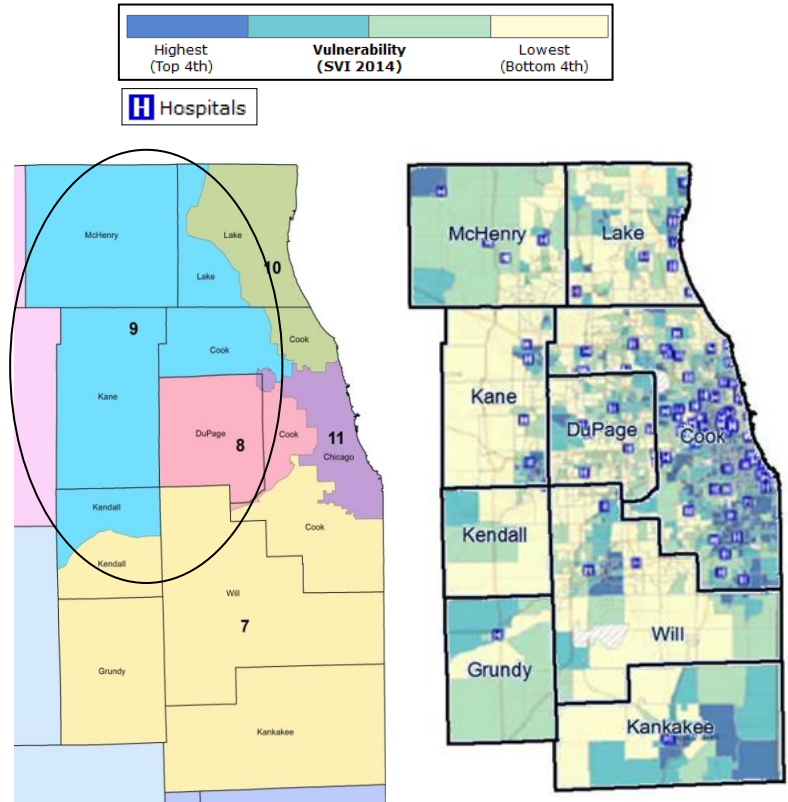 Highest
(Top 4th)
Vulnerability
(SVI 2014)
Lowest
(Bottom 4th)
H Hospitals
McHenry
Lake
10
Lake
9
Cook
Cook
Kane
DuPage
8
Cook
11
Chicago
Kendall
Cook
Kendall
Will
7
Grundy
Kankakee
McHenry
Lake
Kane
DuPage
Cook
Kendall
Will
Grundy
Kankakee